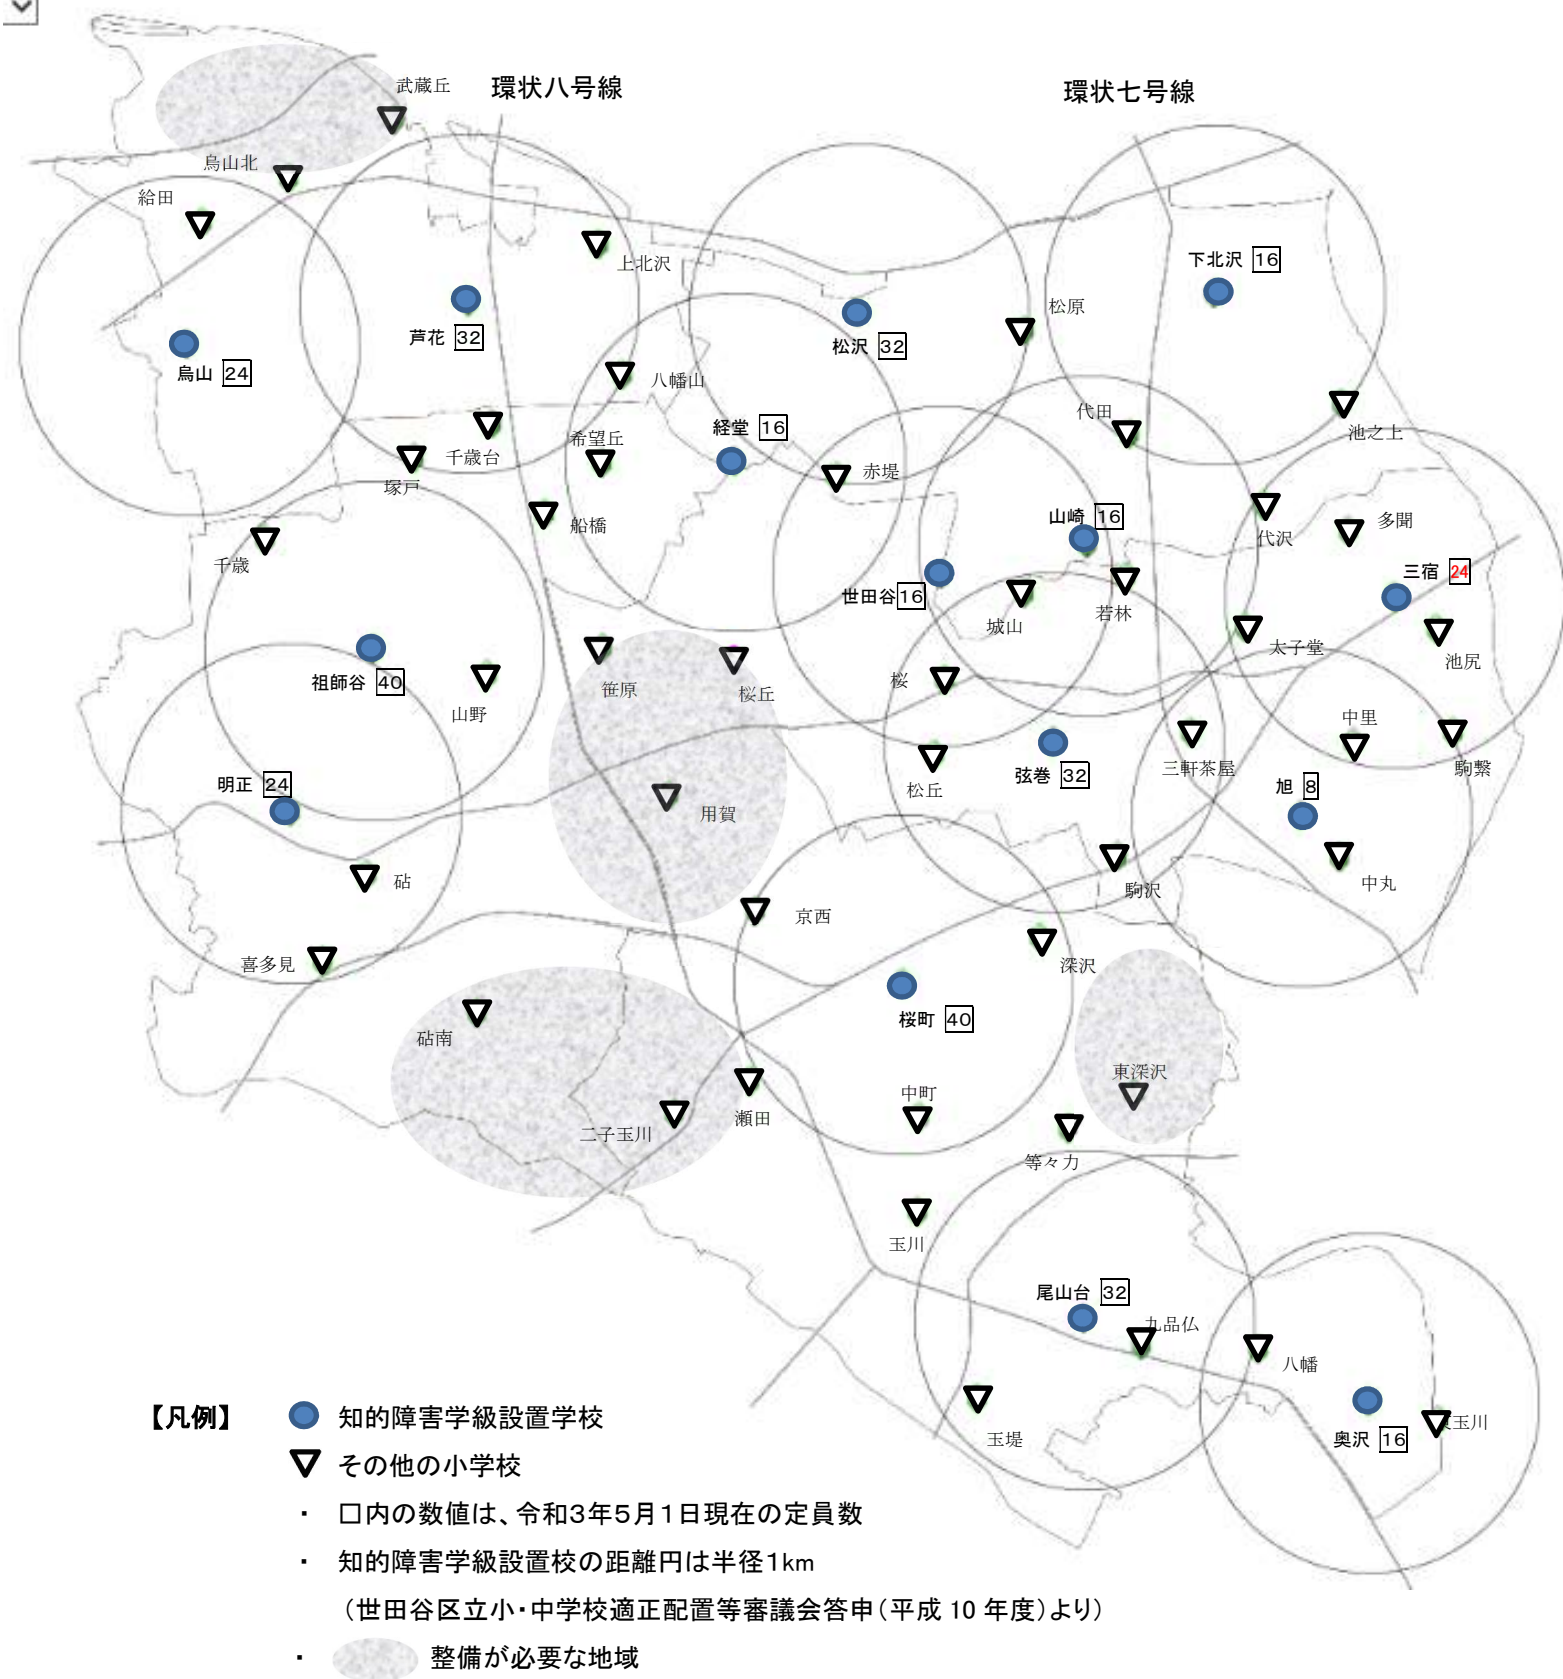 武蔵丘
環状八号線
環状七号線
烏山北
給田
上北沢
下北沢 16
松原
芦花 32
松沢 32
烏山 24
八幡山
代田
池之上
希望丘
経堂 16
千歳台
塚戸
赤堤
船橋
山崎 16
代沢
多聞
千歳
三宿 24
世田谷 16
城山
若林
太子堂
池尻
祖師谷 40
笹原
桜丘
桜
山野
中里
三軒茶屋
駒繋
明正 24
弦巻 32
松丘
旭 8
用賀
砧
中丸
駒沢
京西
喜多見
深沢
桜町 40
砧南
東深沢
中町
瀬田
二子玉川
等々力
玉川
尾山台 32
九品仏
八幡
玉堤
奥沢 16
玉川
【凡例】
知的障害学級設置学校
その他の小学校
・ 口内の数値は、令和3年5月1日現在の定員数
・ 知的障害学級設置校の距離円は半径1km
（世田谷区立小・中学校適正配置等審議会答申（平成 10 年度）より）
・ 整備が必要な地域